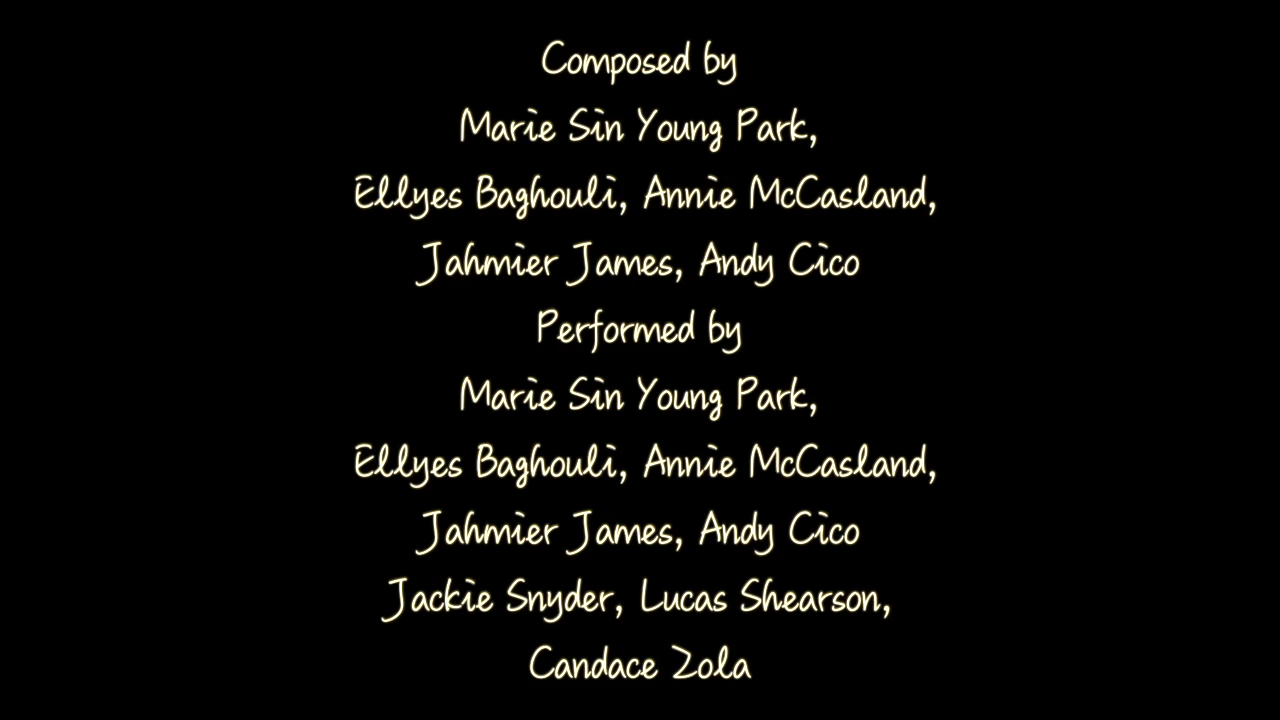 Composed by
Marie Sin Young Park,
Ellyes Baghouli, Annie McCasland,
Jahmier James, Andy Cico
Performed by
Marie Sin Young Park,
Ellyes Baghouli, Annie McCasland,
Jahmier James, Andy Cico
Jackie Snyder, Lucas Shearson,
Candace Zola